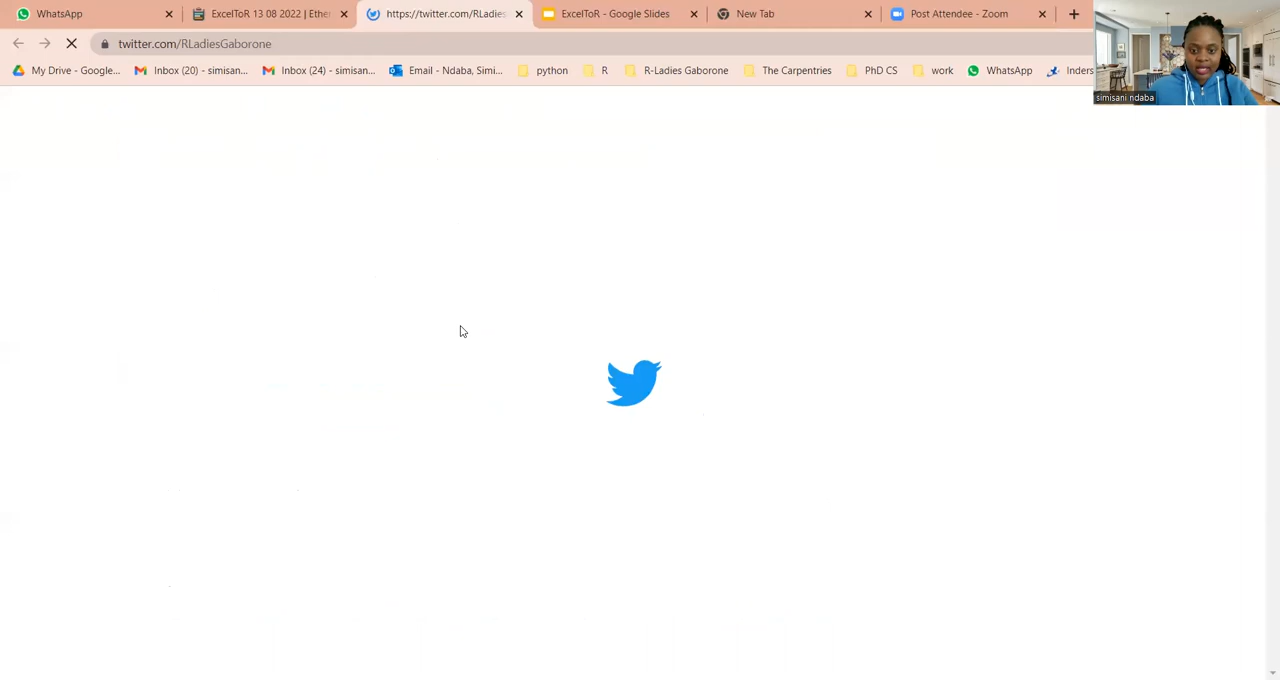 WhatsApp
ExcelToR 13 08 2022 | Ether
https://twitter.com/RLadies
ExcelToR - Google Slides
New Tab
Post Attendee - Zoom
twitter.com/RLadiesGaborone
My Drive - Google...
Inbox (20) - simisan...
Inbox (24) - simisan...
Email - Ndaba, Simi...
python
R
R-Ladies Gaborone
The Carpentries
PhD CS
work
WhatsApp
Inders
simisani ndaba